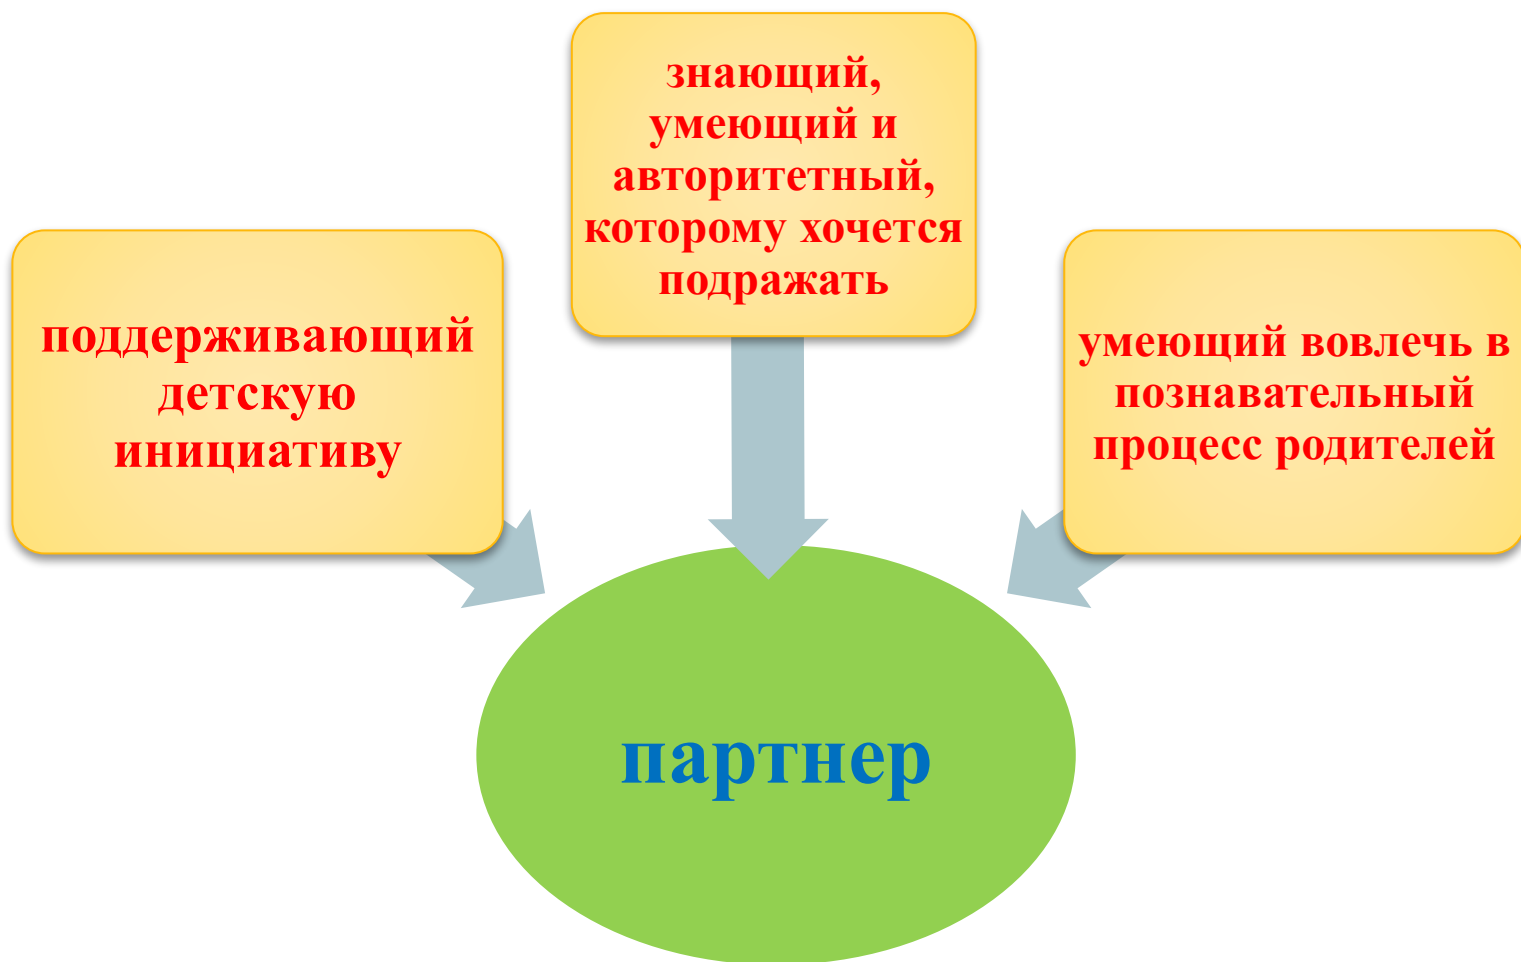 знающий,
умеющий и
авторитетный,
которому хочется
подражать
поддерживающий
детскую
инициативу
умеющий вовлечь в
познавательный
процесс родителей
партнер